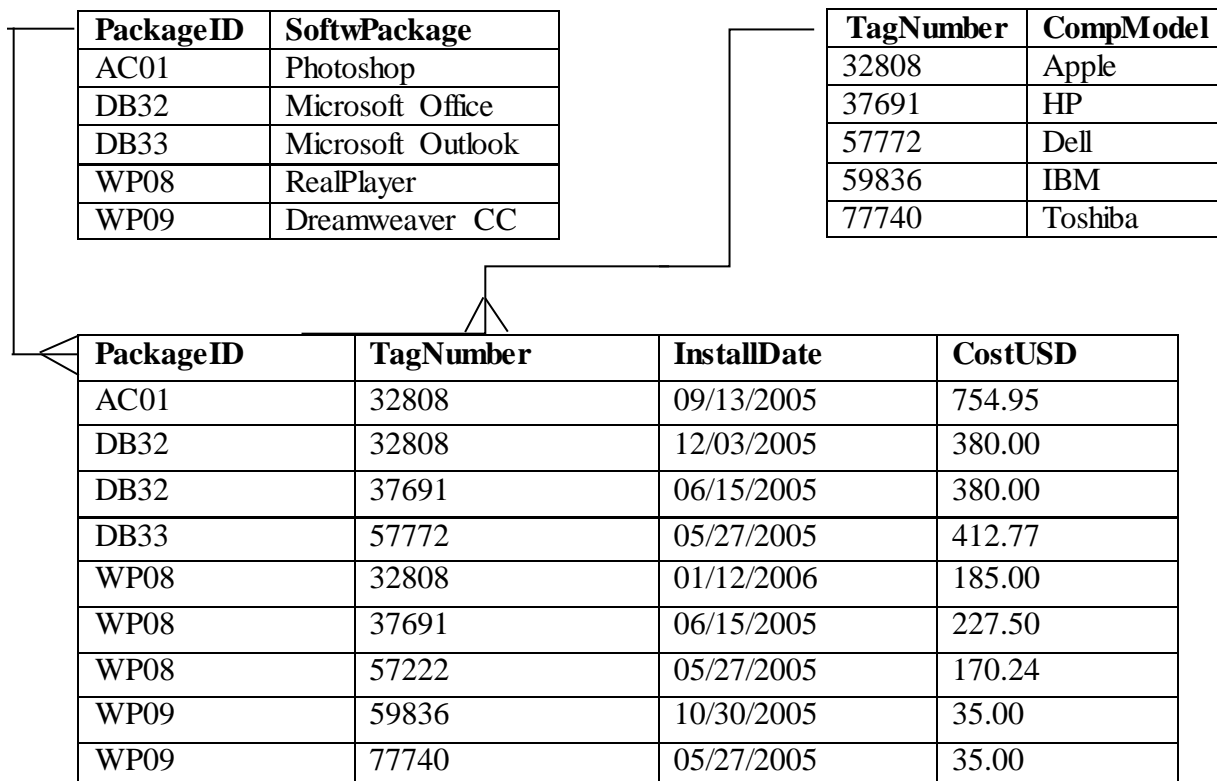 PackageID SoftwPackage
AC01 Photoshop
DB32 Microsoft Office
DB33 Microsoft Outlook
WP08 RealPlayer
WP09 Dreamweaver CC
TagNumber CompModel
32808 Apple
37691 HP
57772 Dell
59836 IBM
77740 Toshiba
PackageID TagNumber InstallDate CostUSD
AC01 32808 09/13/2005 754.95
DB32 32808 12/03/2005 380.00
DB32 37691 06/15/2005 380.00
DB33 57772 05/27/2005 412.77
WP08 32808 01/12/2006 185.00
WP08 37691 06/15/2005 227.50
WP08 57222 05/27/2005 170.24
WP09 59836 10/30/2005 35.00
WP09 77740 05/27/2005 35.00